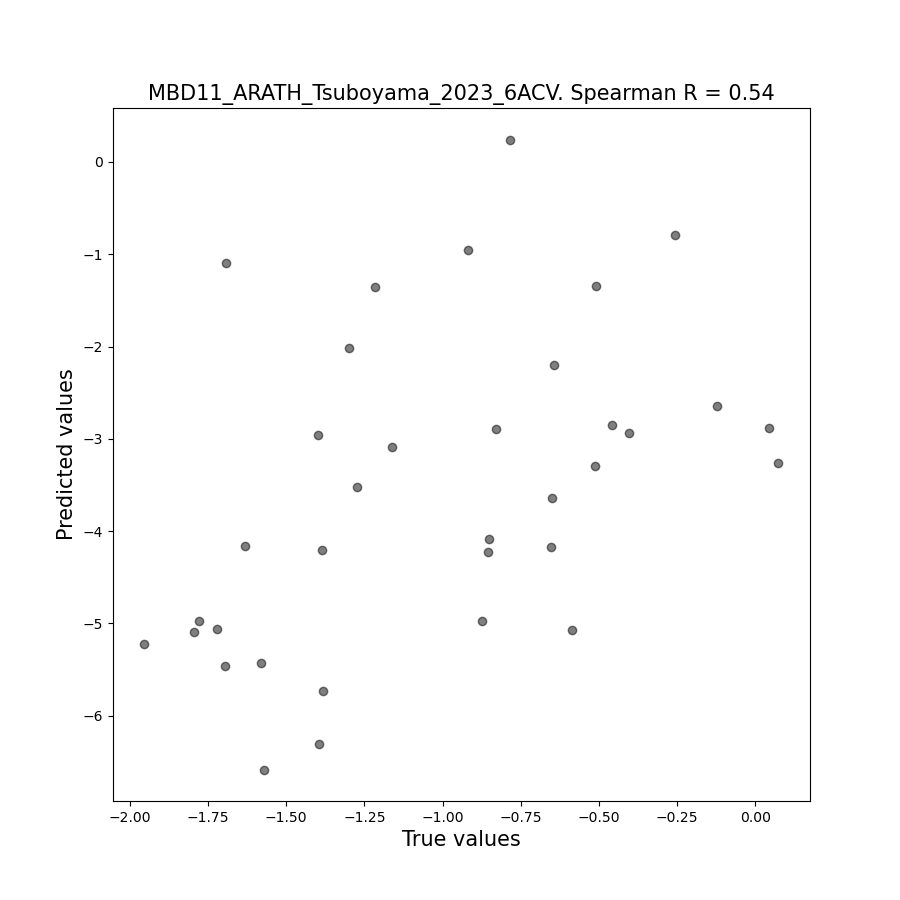 MBD11_ARATH_Tsuboyama_2023_6ACV. Spearman R = 0.54
Predicted values
0
−1
−2
−3
−4
−5
−6
−2.00 −1.75 −1.50 −1.25 −1.00 −0.75 −0.50 −0.25 0.00
True values